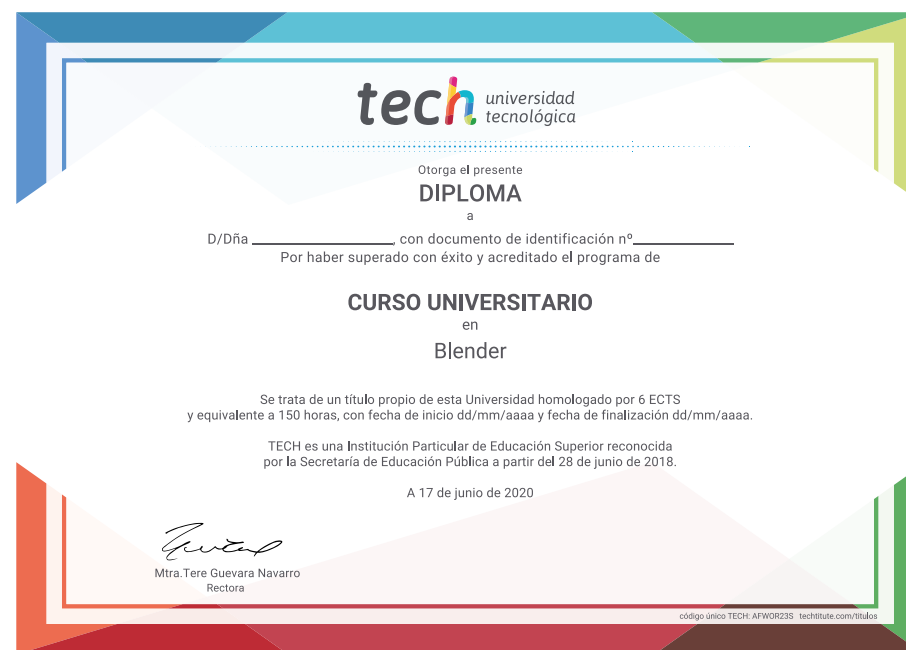 tech universidad
tecnológica
Otorga el presente
DIPLOMA
a
D/Dña ____________________, con documento de identificación nº______________
Por haber superado con éxito y acreditado el programa de
CURSO UNIVERSITARIO
en
Blender
Se trata de un título propio de esta Universidad homologado por 6 ECTS
y equivalente a 150 horas, con fecha de inicio dd/mm/aaaa y fecha de finalización dd/mm/aaaa.
TECH es una Institución Particular de Educación Superior reconocida
por la Secretaría de Educación Pública a partir del 28 de junio de 2018.
A 17 de junio de 2020
Mtra.Tere Guevara Navarro
Rectora
código único TECH: AFWOR23S techtitute.com/titulos